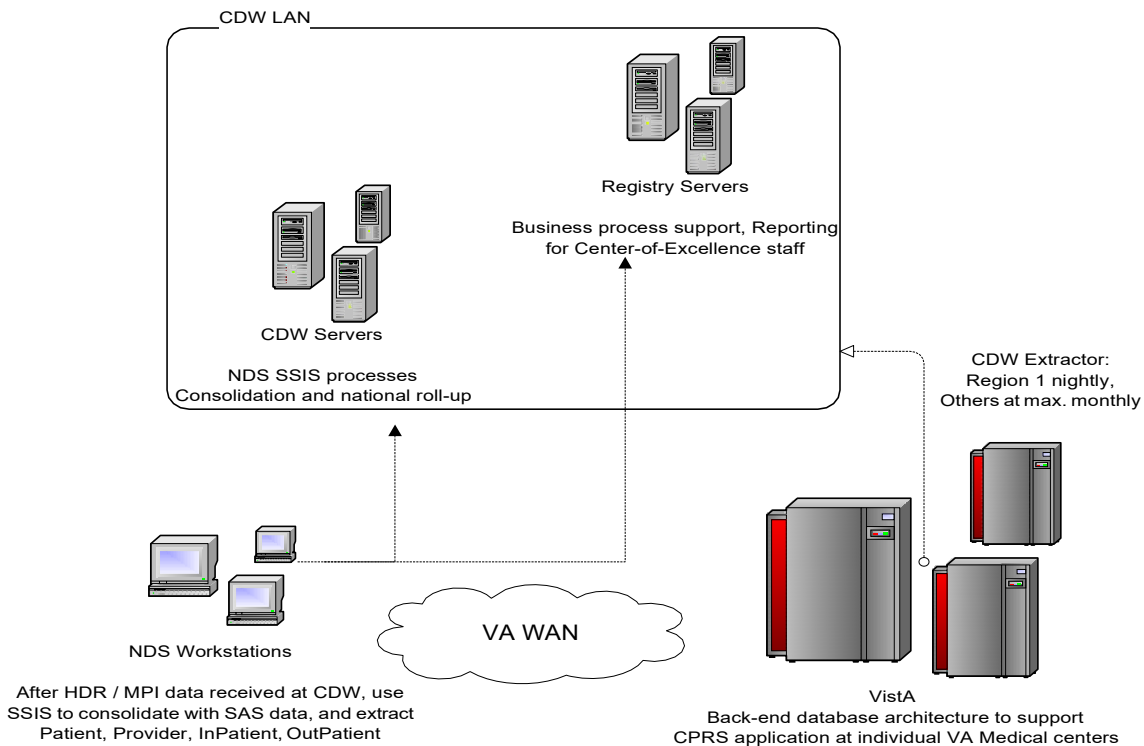 CDW LAN
Registry Servers
Business process support, Reporting
for Center-of-Excellence staff
CDW Servers
NDS SSIS processes
Consolidation and national roll-up
CDW Extractor:
Region 1 nightly,
Others at max. monthly
NDS Workstations
After HDR / MPI data received at CDW, use
SSIS to consolidate with SAS data, and extract
Patient, Provider, InPatient, OutPatient
VA WAN
VistA
Back-end database architecture to support
CPRS application at individual VA Medical centers